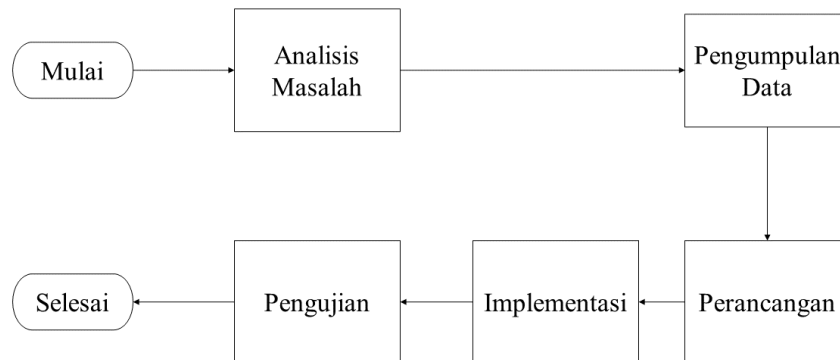 Mulai
Analisis
Masalah
Pengumpulan
Data
Selesai
Pengujian
Implementasi
Perancangan